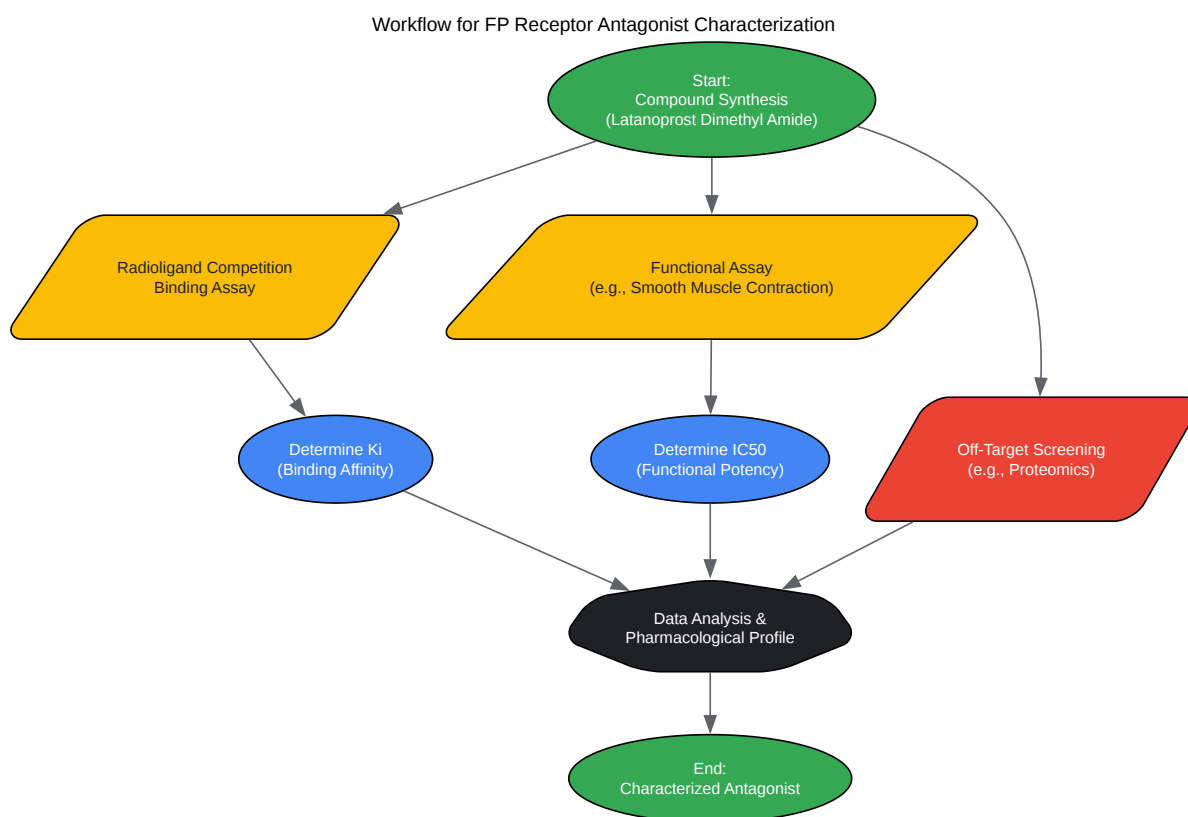 Workflow for FP Receptor Antagonist Characterization
Start:
Compound Synthesis
(Latanoprost Dimethyl Amide)
Radioligand Competition
Binding Assay
Functional Assay
(e.g., Smooth Muscle Contraction)
Determine Ki
(Binding Affinity)
Determine IC50
(Functional Potency)
Off-Target Screening
(e.g., Proteomics)
Data Analysis &
Pharmacological Profile
End:
Characterized Antagonist